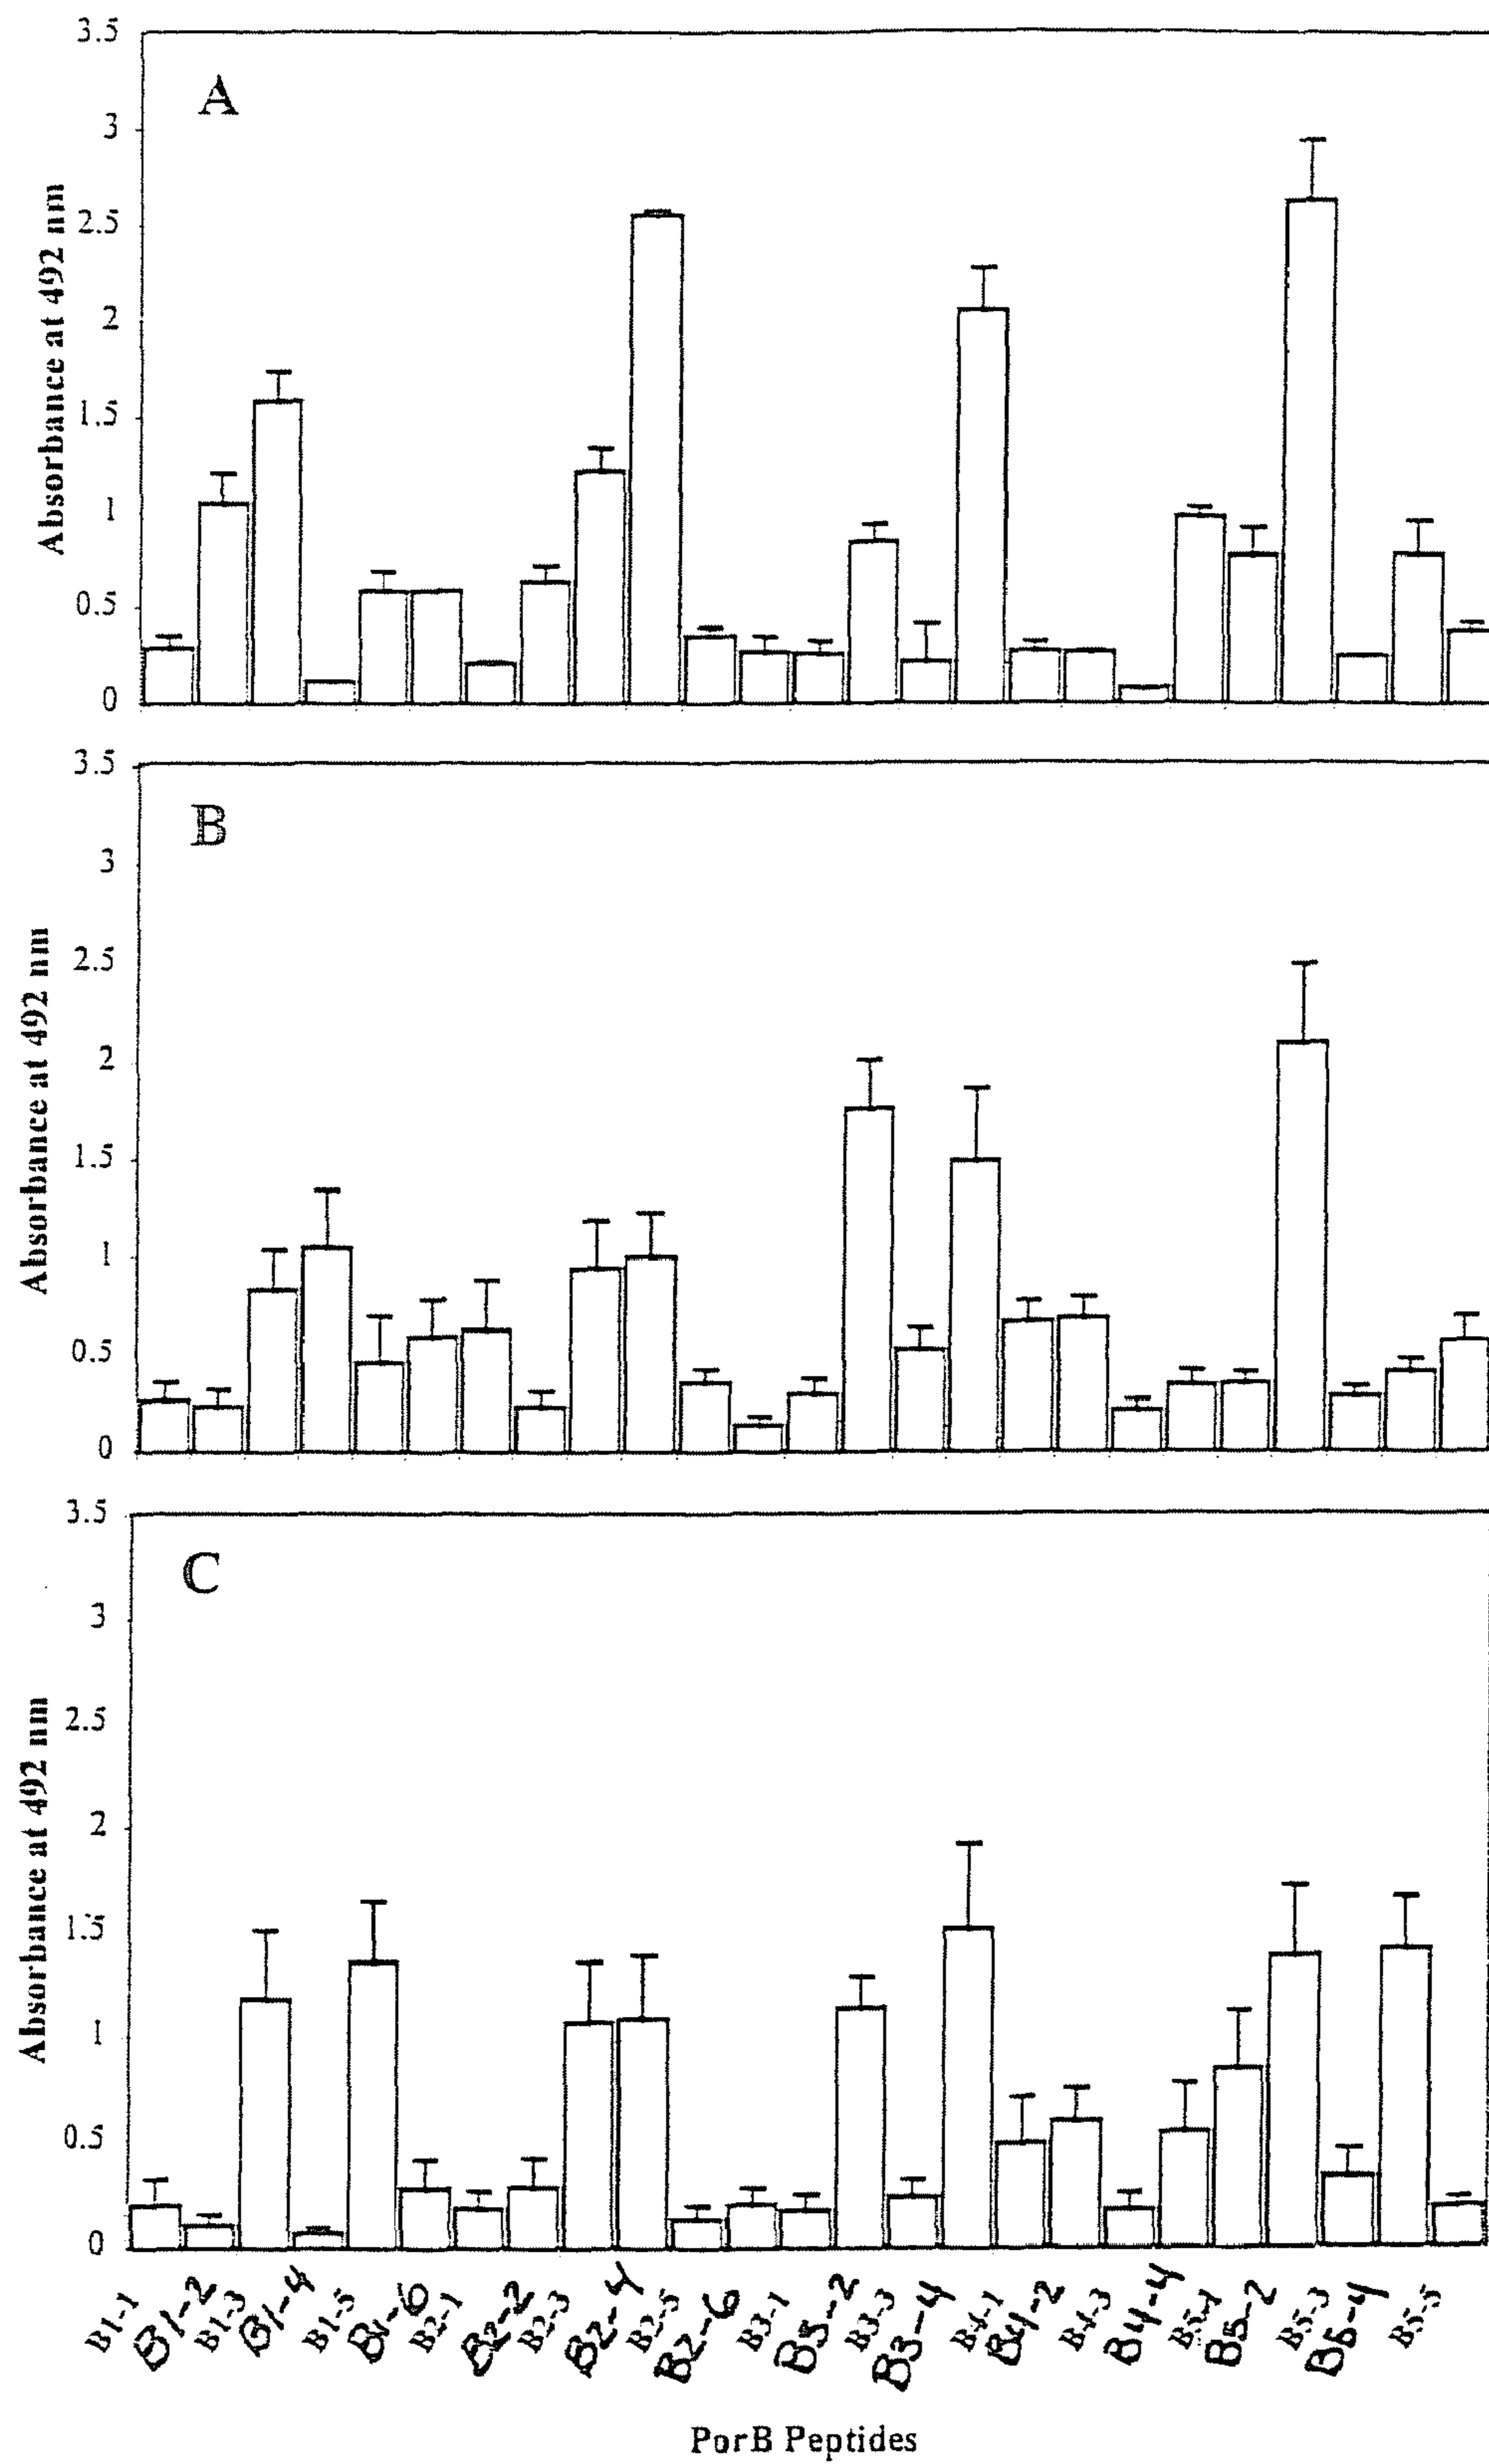 3.5
A
3
2.5
2
1.5
1
0.5
0
Absorbance at 492 nm
3.5
B
3
2.5
2
1.5
1
0.5
0
Absorbance at 492 nm
3.5
C
3
2.5
2
1.5
1
0.5
0
Absorbance at 492 nm
B1-1
B1-2
B1-3
B1-4
B1-5
B1-6
B2-1
B2-2
B2-3
B2-4
B2-5
B2-6
B3-1
B3-2
B3-3
B3-4
B4-1
B4-2
B4-3
B4-4
B5-1
B5-2
B5-3
B5-4
B5-5
PorB Peptides